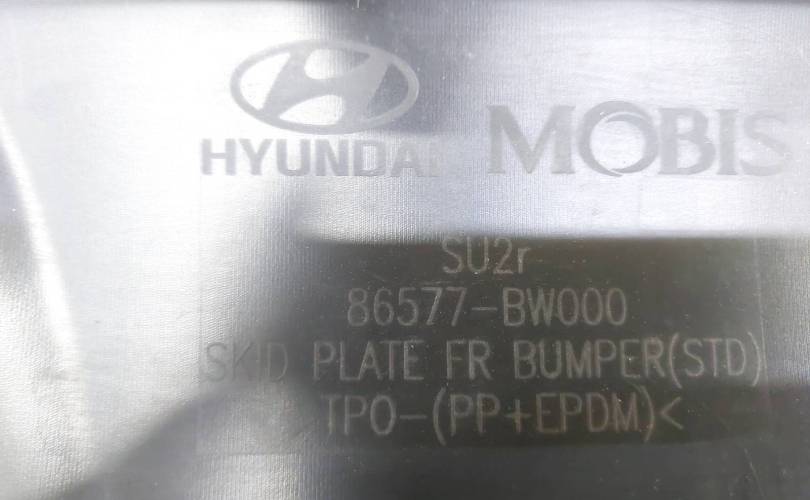 HYUNDAI MOBIS
SU2r
86577-BW000
SKID PLATE FR BUMPER(STD)
TPO-(PP+EPDM)<